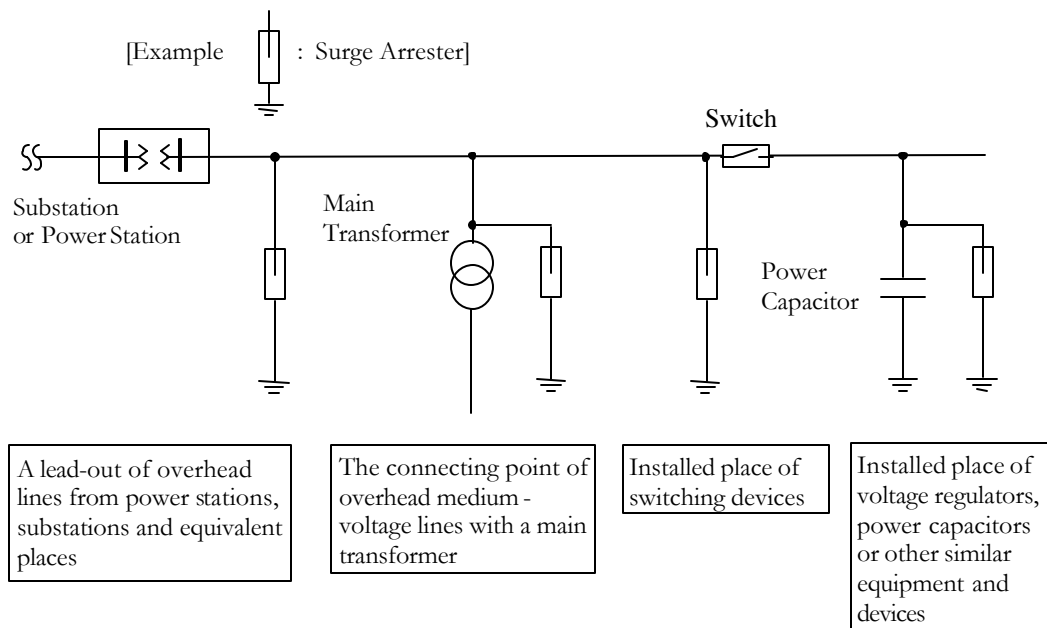 [Example : Surge Arrester]
Switch
Substation
or Power Station
Main
Transformer
Power
Capacitor
A lead-out of overhead
lines from power stations,
substations and equivalent
places
The connecting point of
overhead medium -
voltage lines with a main
transformer
Installed place of
switching devices
Installed place of
voltage regulators,
power capacitors
or other similar
equipment and
devices